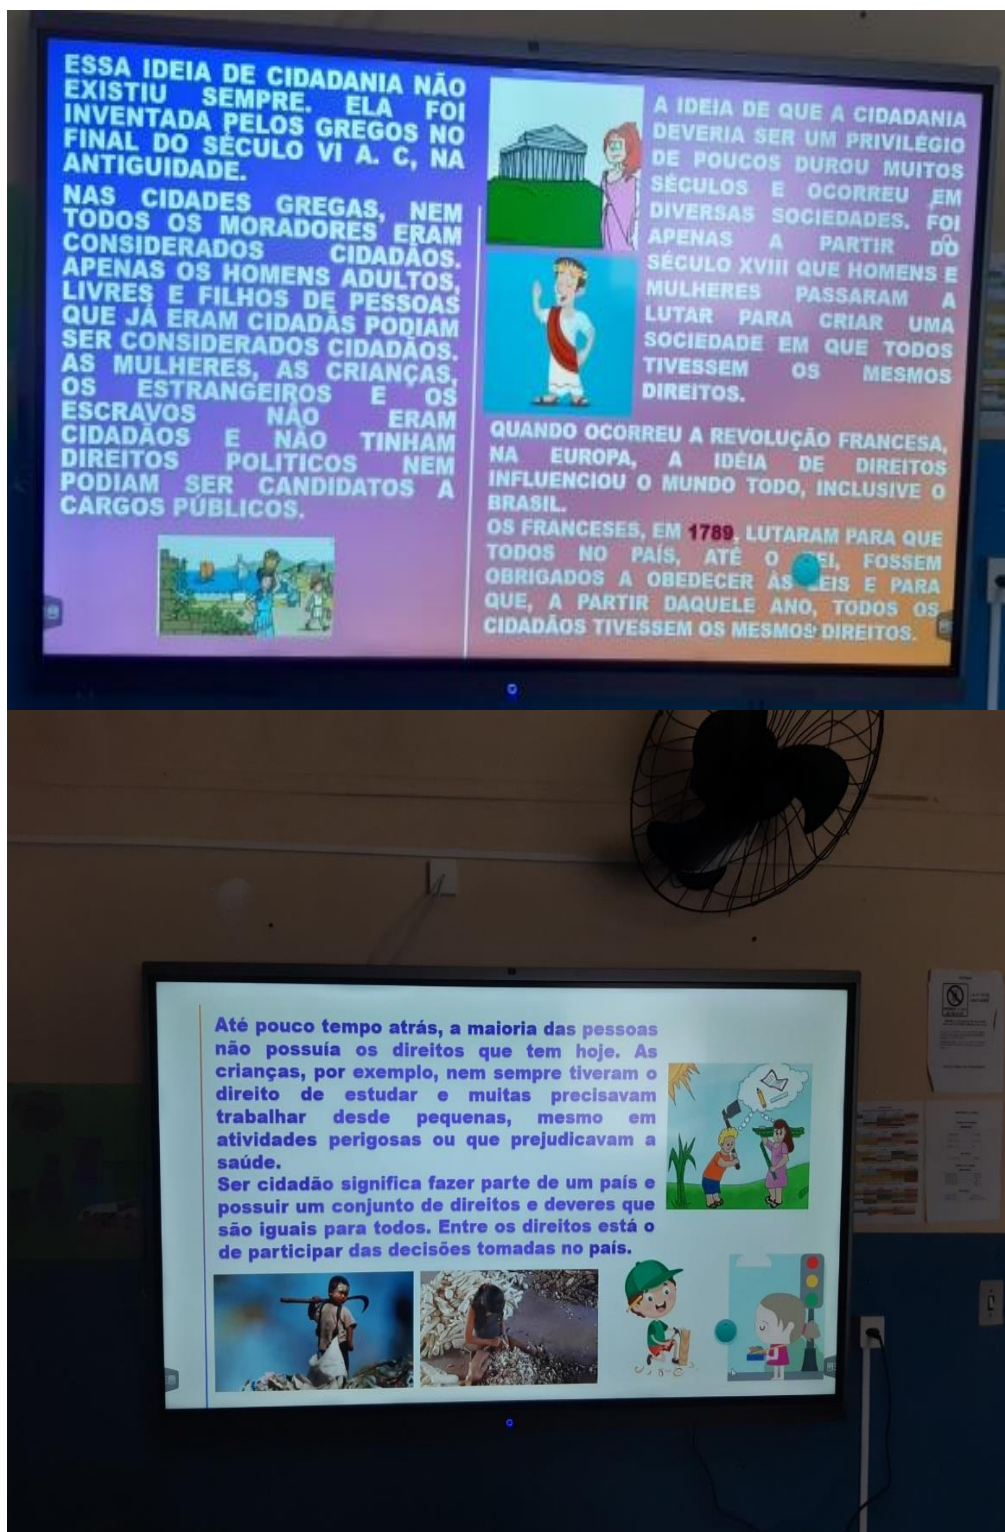 ESSA IDEIA DE CIDADANIA NÃO
EXISTIU SEMPRE. ELA FOI
INVENTADA PELOS GREGOS NO
FINAL DO SÉCULO VI A. C, NA
ANTIGUIDADE.
NAS CIDADES GREGAS, NEM
TODOS OS MORADORES ERAM
CONSIDERADOS CIDADÃOS.
APENAS OS HOMENS ADULTOS,
LIVRES E FILHOS DE PESSOAS
QUE JÁ ERAM CIDADÃS PODIAM
SER CONSIDERADOS CIDADÃOS.
AS MULHERES, AS CRIANÇAS,
OS ESTRANGEIROS E OS
ESCRAVOS NÃO ERAM
CIDADÃOS E NÃO TINHAM
DIREITOS POLITICOS NEM
PODIAM SER CANDIDATOS A
CARGOS PÚBLICOS.
A IDEIA DE QUE A CIDADANIA
DEVERIA SER UM PRIVILÉGIO
DE POUCOS DUROU MUITOS
SÉCULOS E OCORREU EM
DIVERSAS SOCIEDADES. FOI
APENAS A PARTIR DO
SÉCULO XVIII QUE HOMENS E
MULHERES PASSARAM A
LUTAR PARA CRIAR UMA
SOCIEDADE EM QUE TODOS
TIVESSEM OS MESMOS
DIREITOS.
QUANDO OCORREU A REVOLUÇÃO FRANCESA,
NA EUROPA, A IDÉIA DE DIREITOS
INFLUENCIOU O MUNDO TODO, INCLUSIVE O
BRASIL.
OS FRANCESES, EM 1789, LUTARAM PARA QUE
TODOS NO PAÍS, ATÉ O REI, FOSSEM
OBRIGADOS A OBEDECER ÀS LEIS E PARA
QUE, A PARTIR DAQUELE ANO, TODOS OS
CIDADÃOS TIVESSEM OS MESMOS DIREITOS.
Até pouco tempo atrás, a maioria das pessoas
não possuía os direitos que tem hoje. As
crianças, por exemplo, nem sempre tiveram o
direito de estudar e muitas precisavam
trabalhar desde pequenas, mesmo em
atividades perigosas ou que prejudicavam a
saúde.
Ser cidadão significa fazer parte de um país e
possuir um conjunto de direitos e deveres que
são iguais para todos. Entre os direitos está o
de participar das decisões tomadas no país.